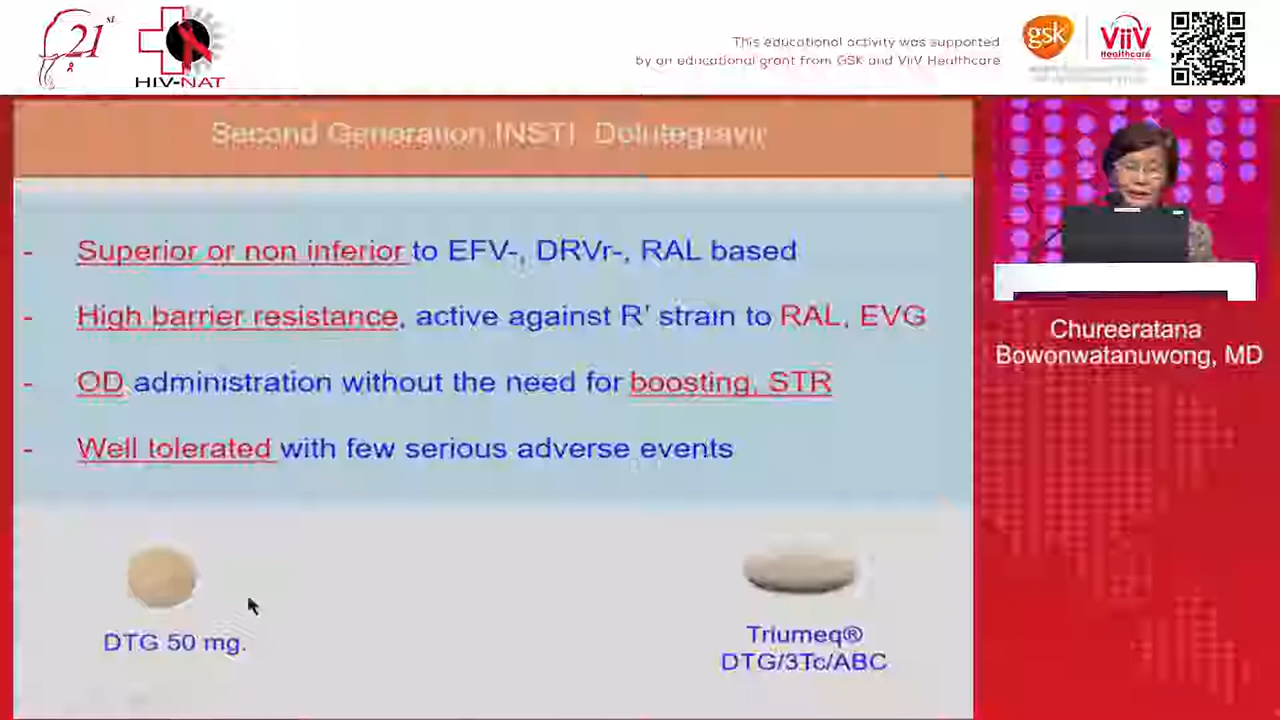 21st
HIV-NAT
This educational activity was supported
by an educational grant from GSK and ViiV Healthcare
gsk
ViiV
Healthcare
Second Generation INSTI Dolutegravir
- Superior or non inferior to EFV-, DRVr-, RAL based
- High barrier resistance, active against R' strain to RAL, EVG
- OD administration without the need for boosting, STR
- Well tolerated with few serious adverse events
DTG 50 mg.
Triumeq®
DTG/3Tc/ABC
Chureeratana
Bowonwatanuwong, MD